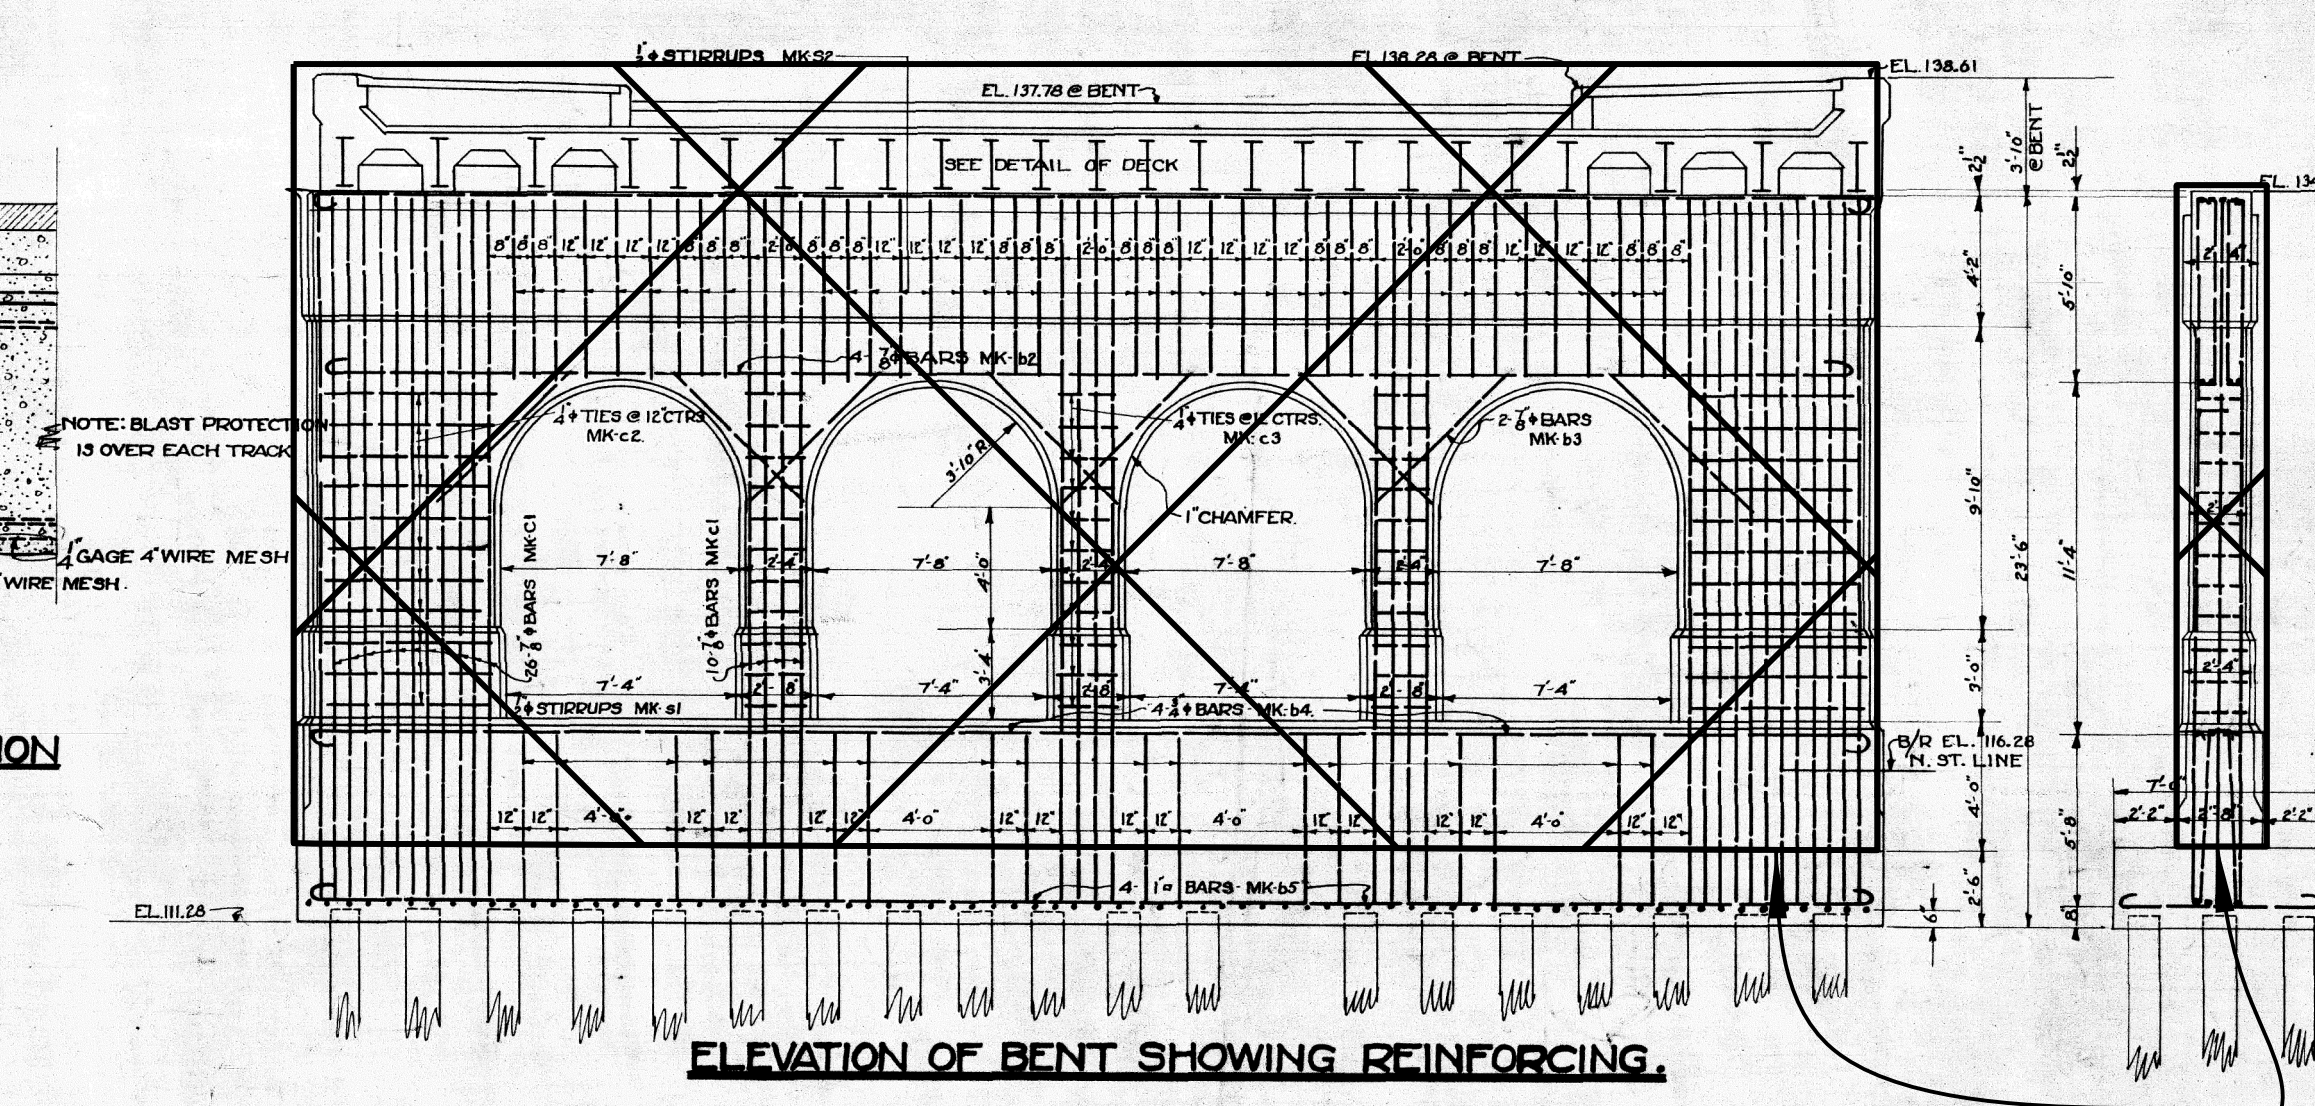 ½"⌀ STIRRUPS MK-S2
EL. 138.28 @ BENT
EL. 138.61
EL. 137.78 @ BENT
SEE DETAIL OF DECK
3'-10"
@ BENT
2½"
2½"
8" 8" 8" 12" 12" 12" 12" 8" 8" 8" 2'-0" 8" 8" 8" 12" 12" 12" 12" 8" 8" 8" 2'-0" 8" 8" 8" 12" 12" 12" 12" 8" 8" 8" 2'-0" 8" 8" 8" 12" 12" 12" 12" 8" 8" 8"
2'-4"
4'-2"
5'-10"
4-⅞"⌀ BARS MK-b2
NOTE: BLAST PROTECTION
IS OVER EACH TRACK
¼"⌀ TIES @ 12" CTRS
MK-c2.
¼"⌀ TIES @ 12 CTRS.
MK-c3
2-⅞"⌀ BARS
MK-b3
3'-10" R.
1" CHAMFER.
9'-10"
23'-6"
11'-4"
¼" GAGE 4" WIRE MESH
WIRE MESH.
26-⅞"⌀ BARS MK-C1
10-⅞"⌀ BARS MK-C1
7'-8" 2'-4" 7'-8" 2'-4" 7'-8" 2'-4" 7'-8"
4'-0"
3'-4"
3'-0"
2'-4"
7'-4" 2'-8" 7'-4" 2'-8" 7'-4" 2'-8" 7'-4"
½"⌀ STIRRUPS MK-s1
4-¾"⌀ BARS MK-b4.
ION
B/R EL. 116.28
N. ST. LINE
12" 12" 4'-0" 12" 12" 12" 12" 4'-0" 12" 12" 12" 12" 4'-0" 12" 12" 12" 12" 4'-0" 12" 12"
4'-0"
5'-8"
2'-2" 2'-8" 2'-2"
4-1"▫ BARS-MK-b5
EL. 111.28
2'-6"
6"
8"
ELEVATION OF BENT SHOWING REINFORCING.